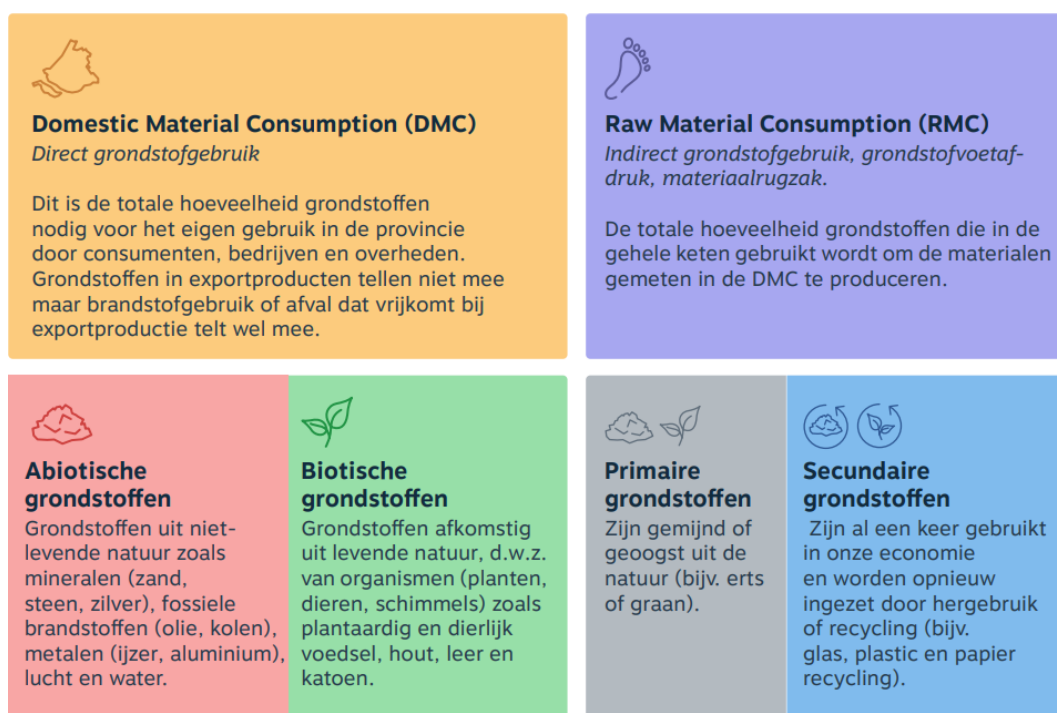 Domestic Material Consumption (DMC)
Direct grondstofgebruik
Dit is de totale hoeveelheid grondstoffen
nodig voor het eigen gebruik in de provincie
door consumenten, bedrijven en overheden.
Grondstoffen in exportproducten tellen niet mee
maar brandstofgebruik of afval dat vrijkomt bij
exportproductie telt wel mee.
Raw Material Consumption (RMC)
Indirect grondstofgebruik, grondstofvoetaf-
druk, materiaalrugzak.
De totale hoeveelheid grondstoffen die in de
gehele keten gebruikt wordt om de materialen
gemeten in de DMC te produceren.
Abiotische
grondstoffen
Grondstoffen uit niet-
levende natuur zoals
mineralen (zand,
steen, zilver), fossiele
brandstoffen (olie, kolen),
metalen (ijzer, aluminium),
lucht en water.
Biotische
grondstoffen
Grondstoffen afkomstig
uit levende natuur, d.w.z.
van organismen (planten,
dieren, schimmels) zoals
plantaardig en dierlijk
voedsel, hout, leer en
katoen.
Primaire
grondstoffen
Zijn gemijnd of
geoogst uit de
natuur (bijv. erts
of graan).
Secundaire
grondstoffen
Zijn al een keer gebruikt
in onze economie
en worden opnieuw
ingezet door hergebruik
of recycling (bijv.
glas, plastic en papier
recycling).